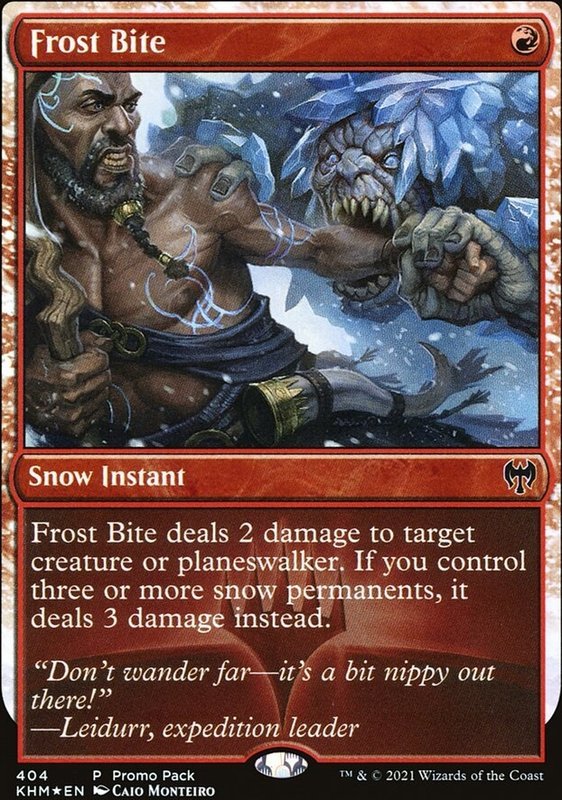 Frost Bite
Snow Instant
Frost Bite deals 2 damage to target
creature or planeswalker. If you control
three or more snow permanents, it
deals 3 damage instead.
“Don’t wander far—it’s a bit nippy out
there!”
—Leidurr, expedition leader
404 P Promo Pack
KHM★EN Caio Monteiro
™ & © 2021 Wizards of the Coast